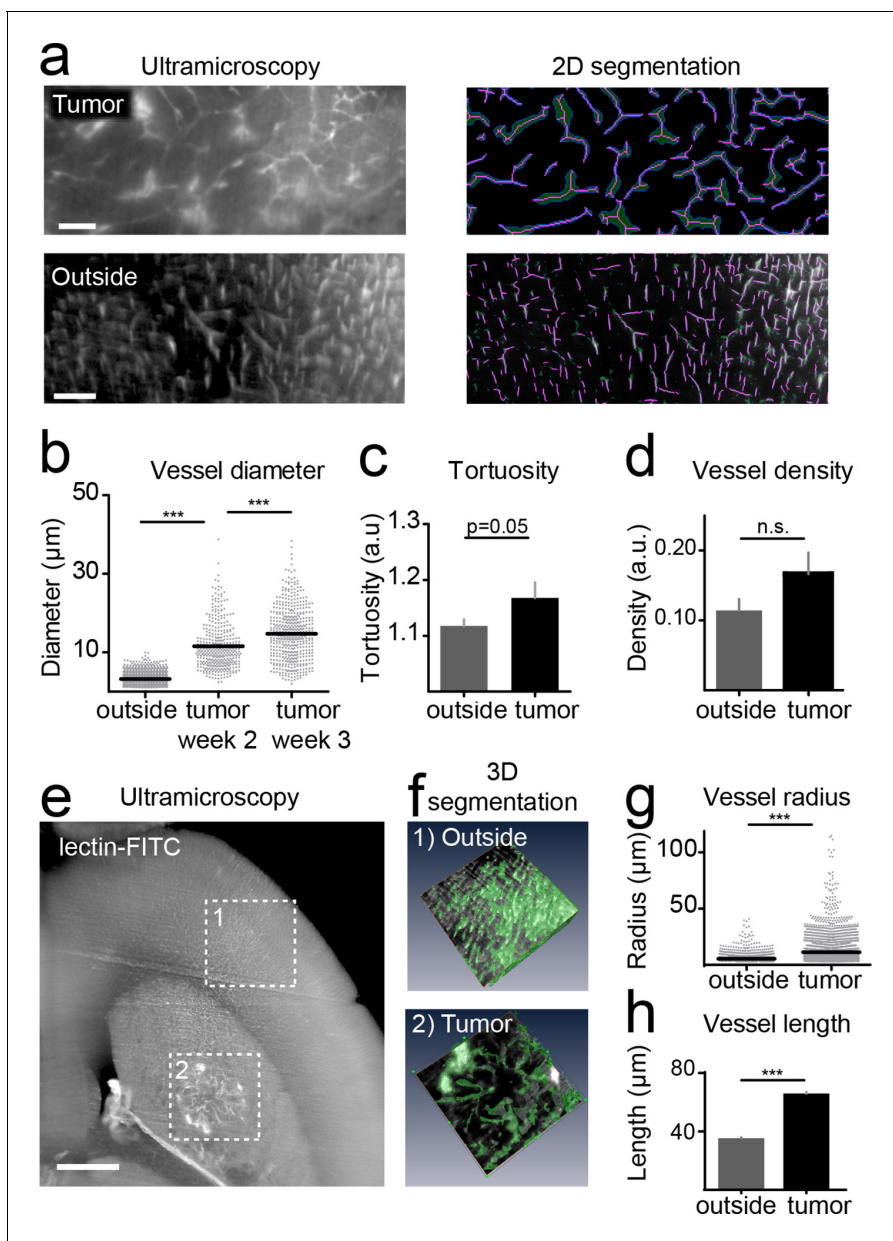 a
Ultramicroscopy
2D segmentation
Tumor
Outside
b
Vessel diameter
Diameter (µm)
50
30
10
***
***
outside
tumor
week 2
tumor
week 3
c
Tortuosity
Tortuosity (a.u)
1.3
1.2
1.1
p=0.05
outside
tumor
d
Vessel density
Density (a.u.)
0.20
0.10
n.s.
outside
tumor
e
Ultramicroscopy
lectin-FITC
1
2
f
3D
segmentation
1) Outside
2) Tumor
g
Vessel radius
Radius (µm)
100
50
***
outside
tumor
h
Vessel length
Length (µm)
80
40
***
outside
tumor